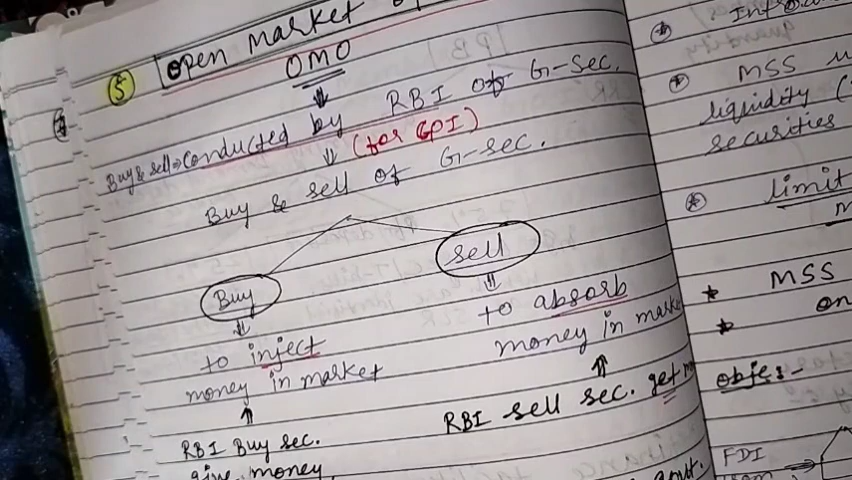 5 Open market
OMO
Buy & sell ⇒ Conducted by RBI of G-Sec.
(for GOI)
Buy & sell of G-sec.
Buy
sell
to inject
money in market
RBI Buy sec.
give money
to absorb
money in market
RBI sell sec. get
MSS
liquidity
securities
limit
MSS
on
obje:-
FDI